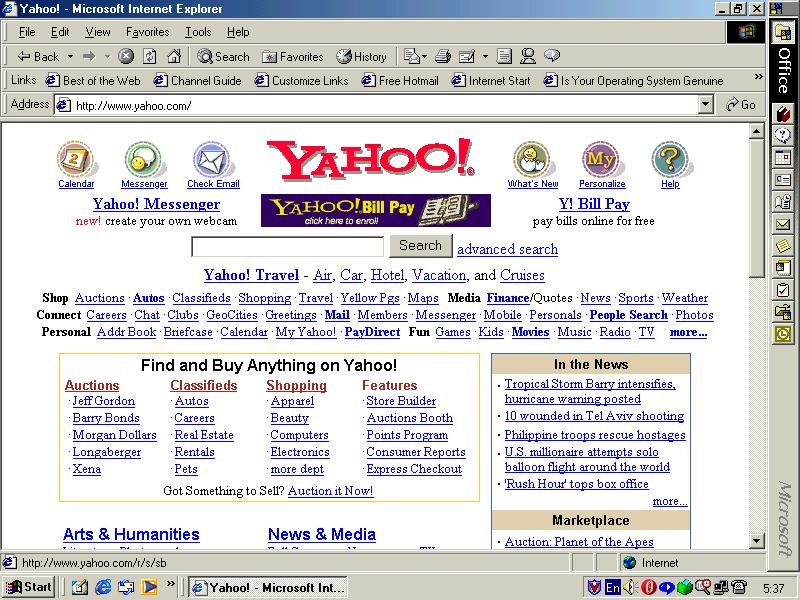 Yahoo! - Microsoft Internet Explorer
File Edit View Favorites Tools Help
Back Search Favorites History
Links Best of the Web Channel Guide Customize Links Free Hotmail Internet Start Is Your Operating System Genuine »
Address http://www.yahoo.com/ Go
Office
2 My ?
YAHOO!
Calendar Messenger Check Email What's New Personalize Help
Yahoo! Messenger YAHOO! Bill Pay Y! Bill Pay
new! create your own webcam click here to enroll pay bills online for free
Search advanced search
Yahoo! Travel - Air, Car, Hotel, Vacation, and Cruises
Shop Auctions · Autos · Classifieds · Shopping · Travel · Yellow Pgs · Maps Media Finance/Quotes · News · Sports · Weather
Connect Careers · Chat · Clubs · GeoCities · Greetings · Mail · Members · Messenger · Mobile · Personals · People Search · Photos
Personal Addr Book · Briefcase · Calendar · My Yahoo! · PayDirect Fun Games · Kids · Movies · Music · Radio · TV more...
Find and Buy Anything on Yahoo!
Auctions Classifieds Shopping Features
· Jeff Gordon · Autos · Apparel · Store Builder
· Barry Bonds · Careers · Beauty · Auctions Booth
· Morgan Dollars · Real Estate · Computers · Points Program
· Longaberger · Rentals · Electronics · Consumer Reports
· Xena · Pets · more dept · Express Checkout
Got Something to Sell? Auction it Now!
In the News
· Tropical Storm Barry intensifies,
hurricane warning posted
· 10 wounded in Tel Aviv shooting
· Philippine troops rescue hostages
· U.S. millionaire attempts solo
balloon flight around the world
· 'Rush Hour' tops box office
more...
Marketplace
· Auction: Planet of the Apes
Arts & Humanities News & Media
Microsoft
http://www.yahoo.com/r/s/sb Internet
Start » Yahoo! - Microsoft Int... En 5:37